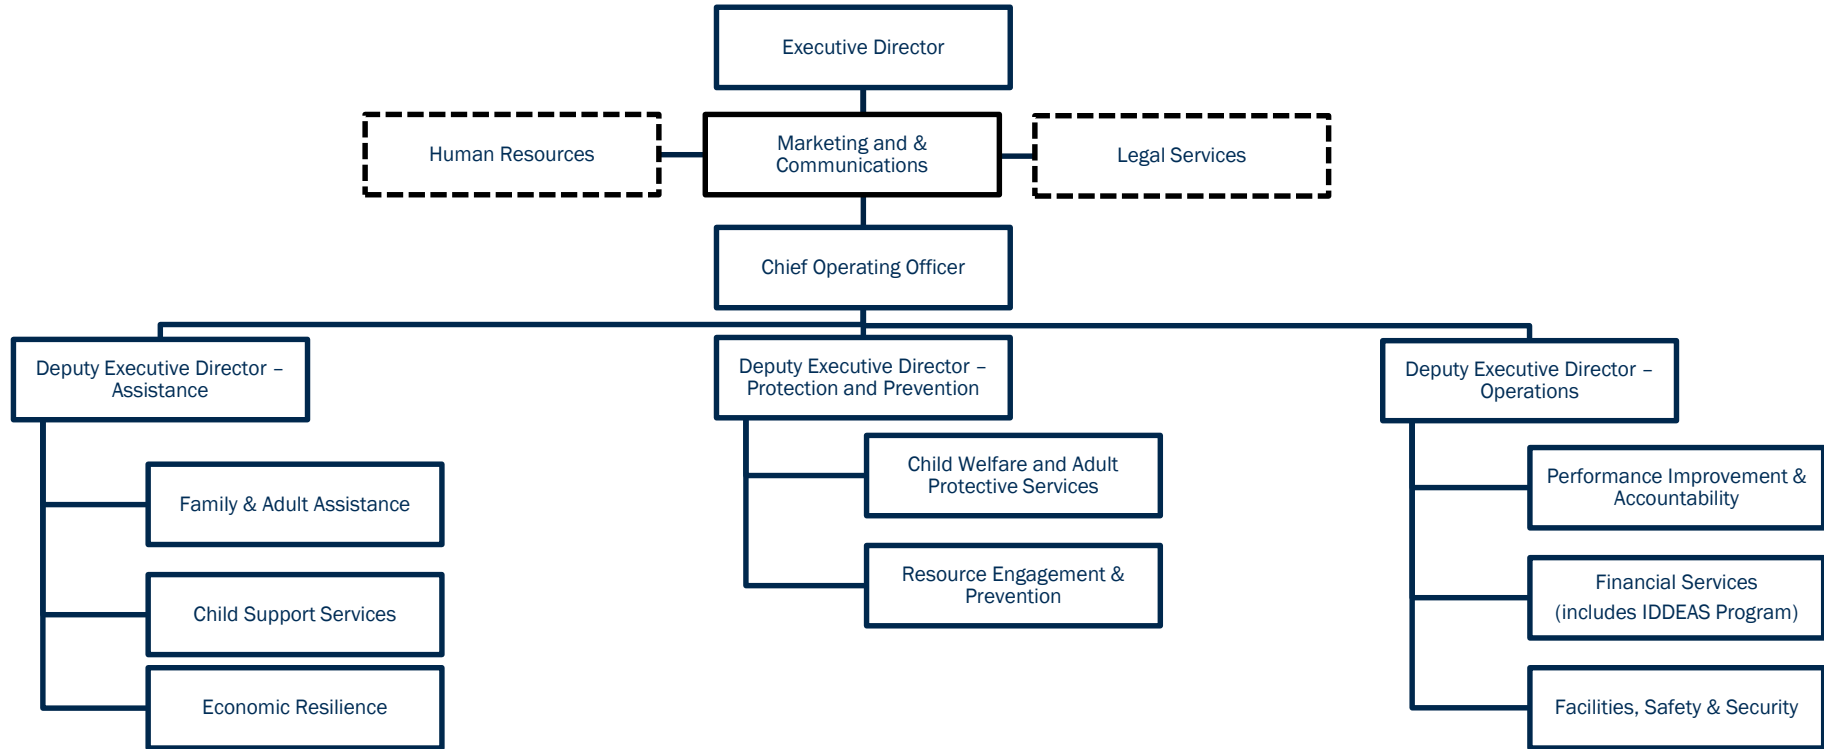 Executive Director
Human Resources
Marketing and &
Communications
Legal Services
Chief Operating Officer
Deputy Executive Director –
Assistance
Deputy Executive Director –
Protection and Prevention
Deputy Executive Director –
Operations
Family & Adult Assistance
Child Support Services
Economic Resilience
Child Welfare and Adult
Protective Services
Resource Engagement &
Prevention
Performance Improvement &
Accountability
Financial Services
(includes IDDEAS Program)
Facilities, Safety & Security